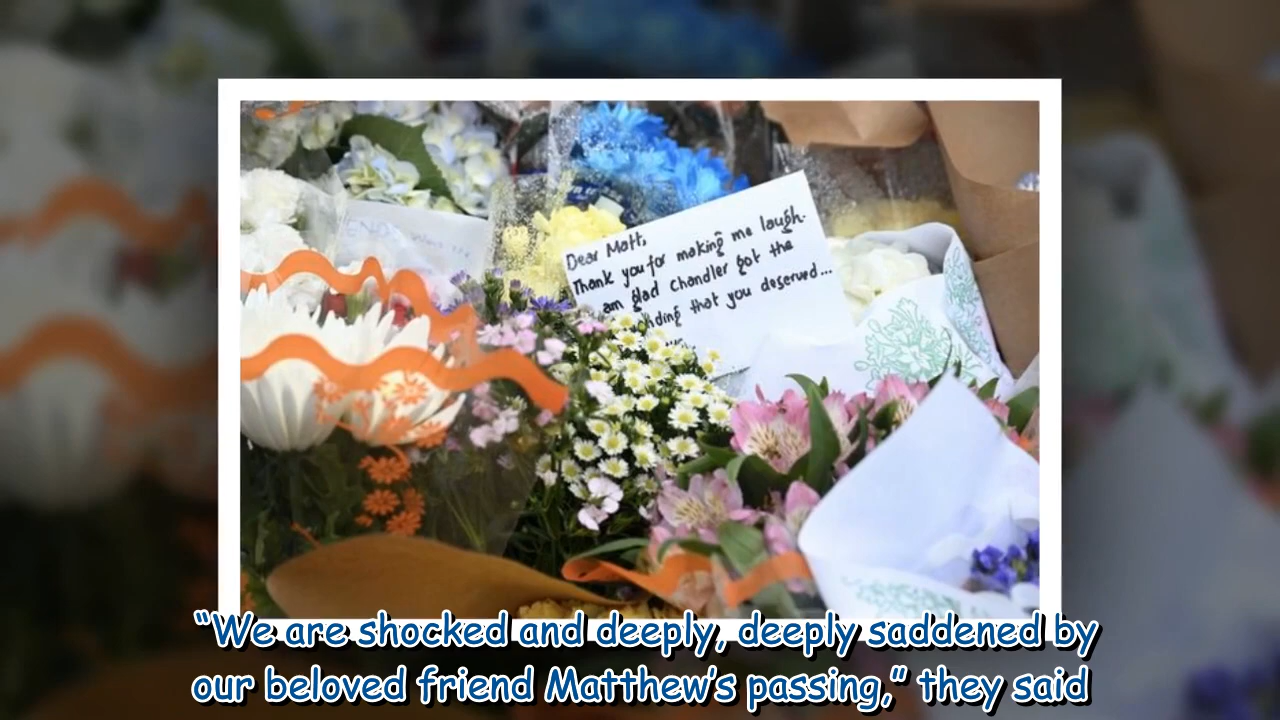 Dear Matt,
Thank you for making me laugh.
am glad Chandler got the
nding that you deserved...
“We are shocked and deeply, deeply saddened by
our beloved friend Matthew’s passing,” they said